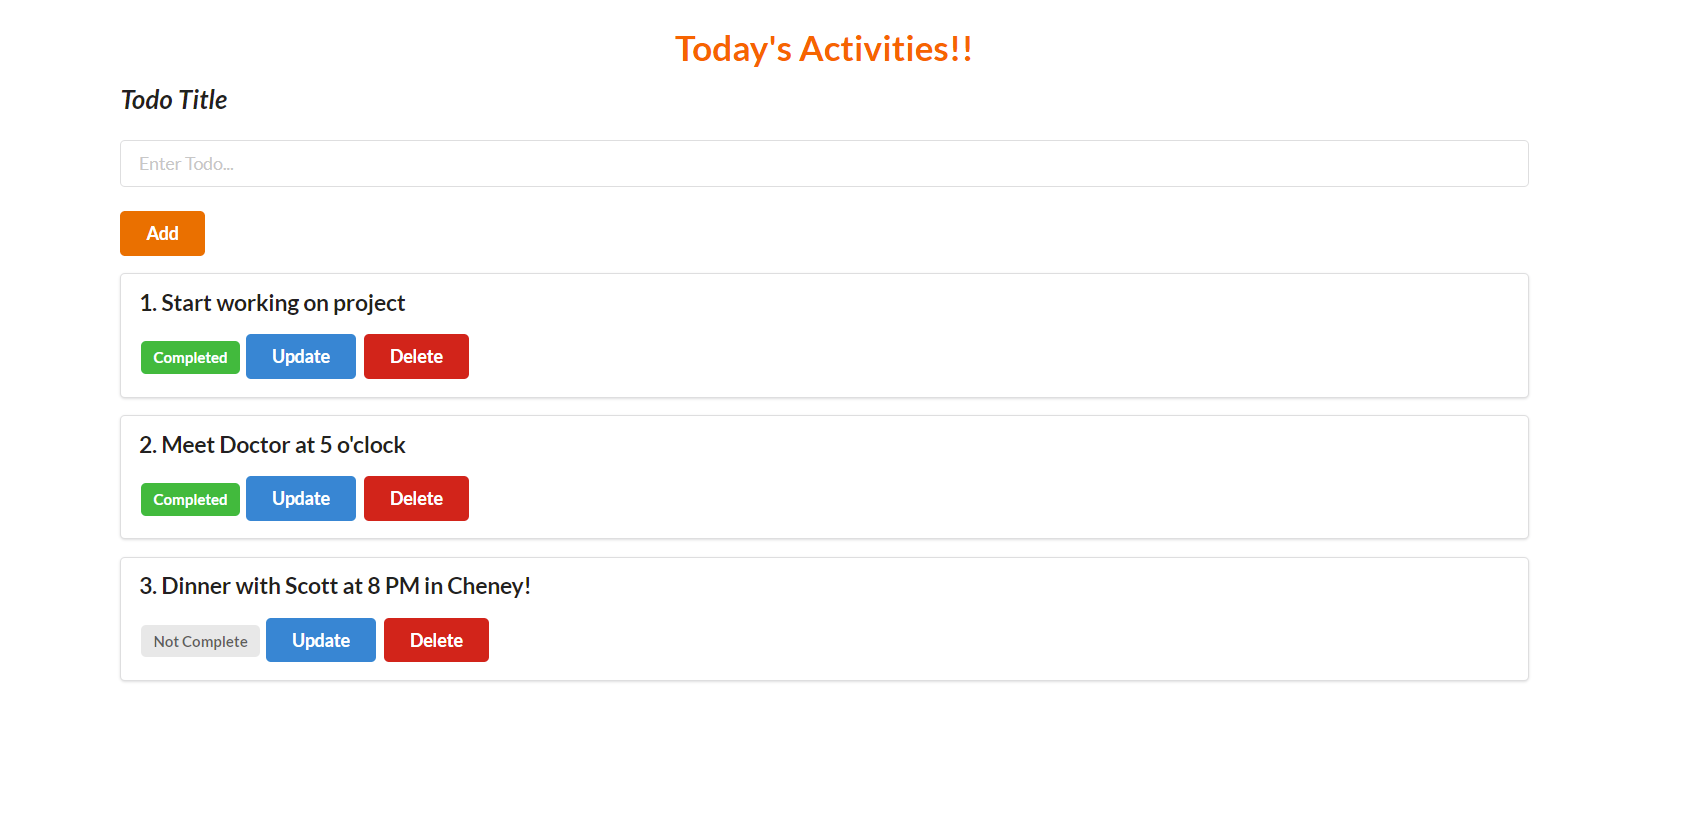 Today's Activities!!
Todo Title
Enter Todo...
Add
1. Start working on project
Completed Update Delete
2. Meet Doctor at 5 o'clock
Completed Update Delete
3. Dinner with Scott at 8 PM in Cheney!
Not Complete Update Delete